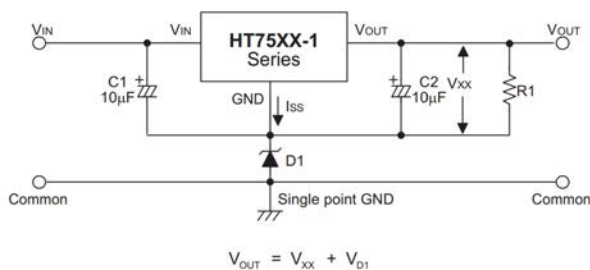 VIN
VIN
HT75XX-1
Series
VOUT
VOUT
C1
10μF
+
GND
ISS
+
C2
10μF
VXX
R1
D1
Common
Single point GND
Common
VOUT = VXX + VD1